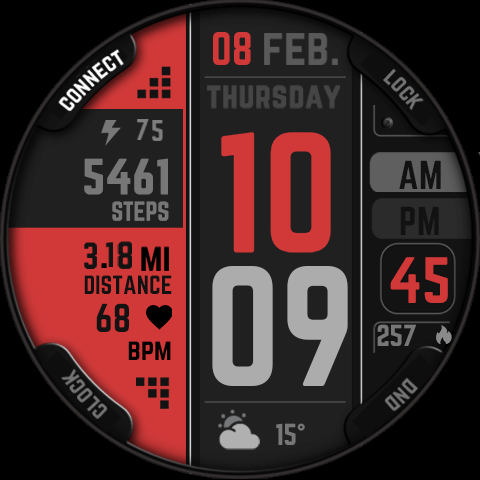 CONNECT
75
5461
STEPS
3.18 MI
DISTANCE
68
BPM
CLOCK
08 FEB.
THURSDAY
10
09
15°
LOCK
AM
PM
45
257
DND